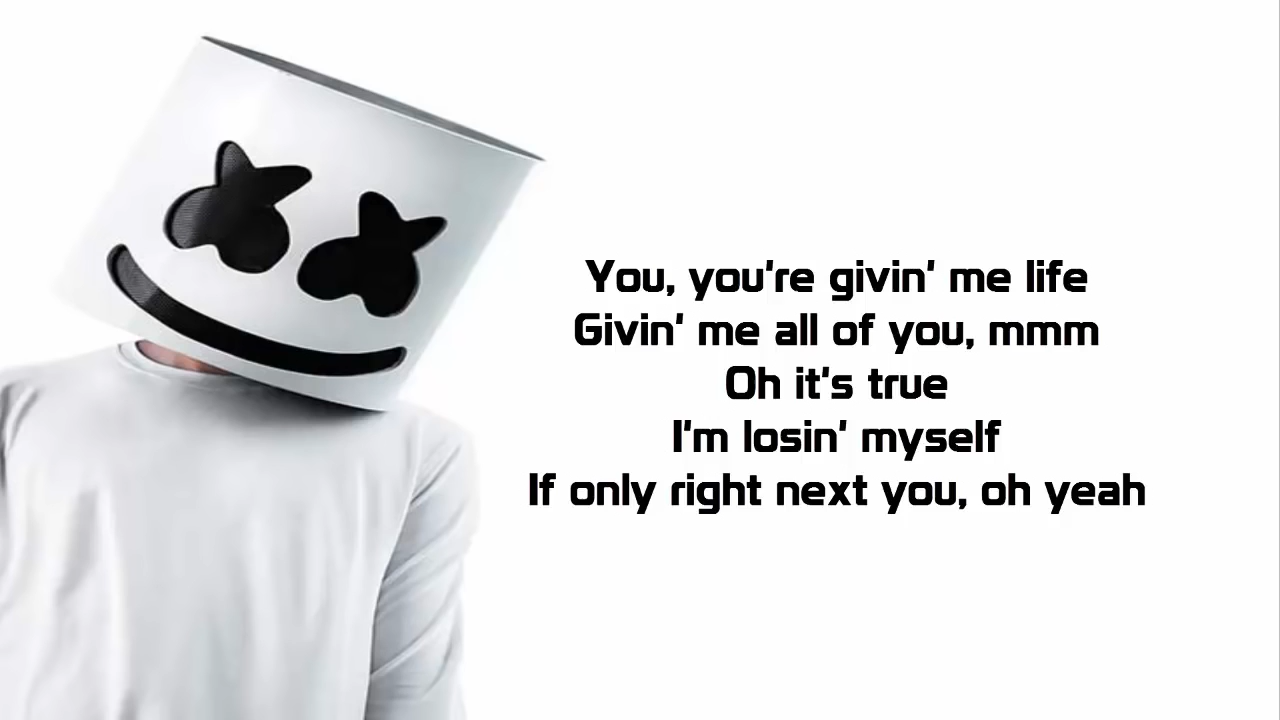 You, you're givin' me life
Givin' me all of you, mmm
Oh it's true
I'm losin' myself
If only right next you, oh yeah